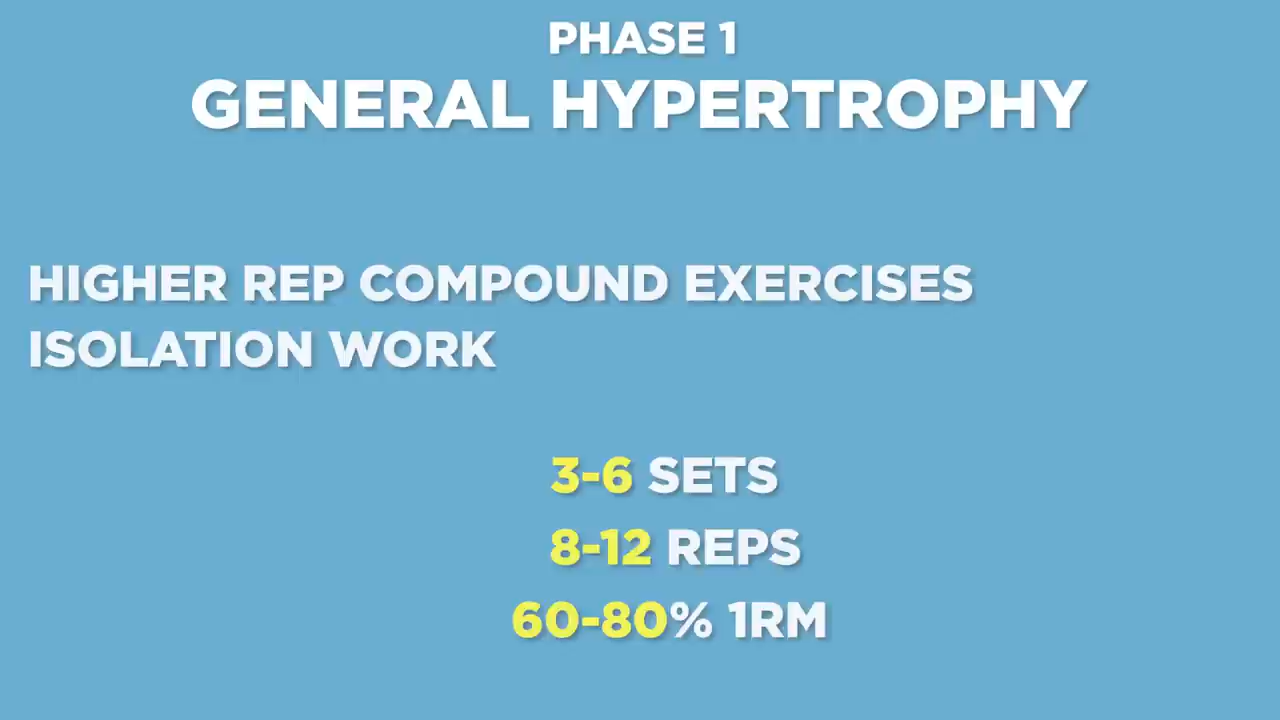 PHASE 1
GENERAL HYPERTROPHY
HIGHER REP COMPOUND EXERCISES
ISOLATION WORK
3-6 SETS
8-12 REPS
60-80% 1RM